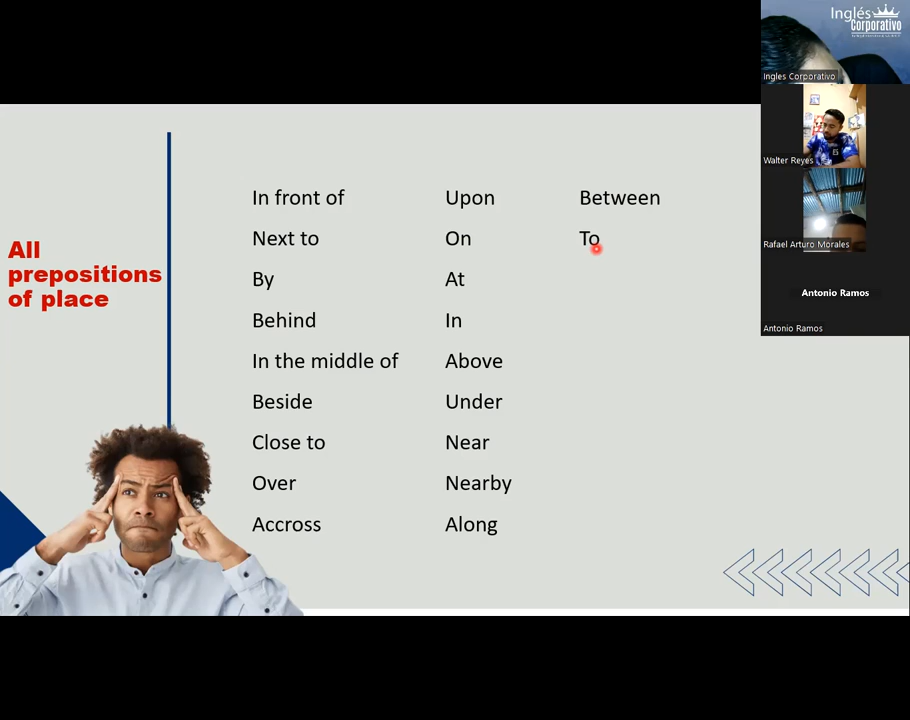 All
prepositions
of place
In front of
Next to
By
Behind
In the middle of
Beside
Close to
Over
Accross
Upon
On
At
In
Above
Under
Near
Nearby
Along
Between
To
Inglés
Corporativo
Ingles Corporativo
Walter Reyes
Rafael Arturo Morales
Antonio Ramos
Antonio Ramos